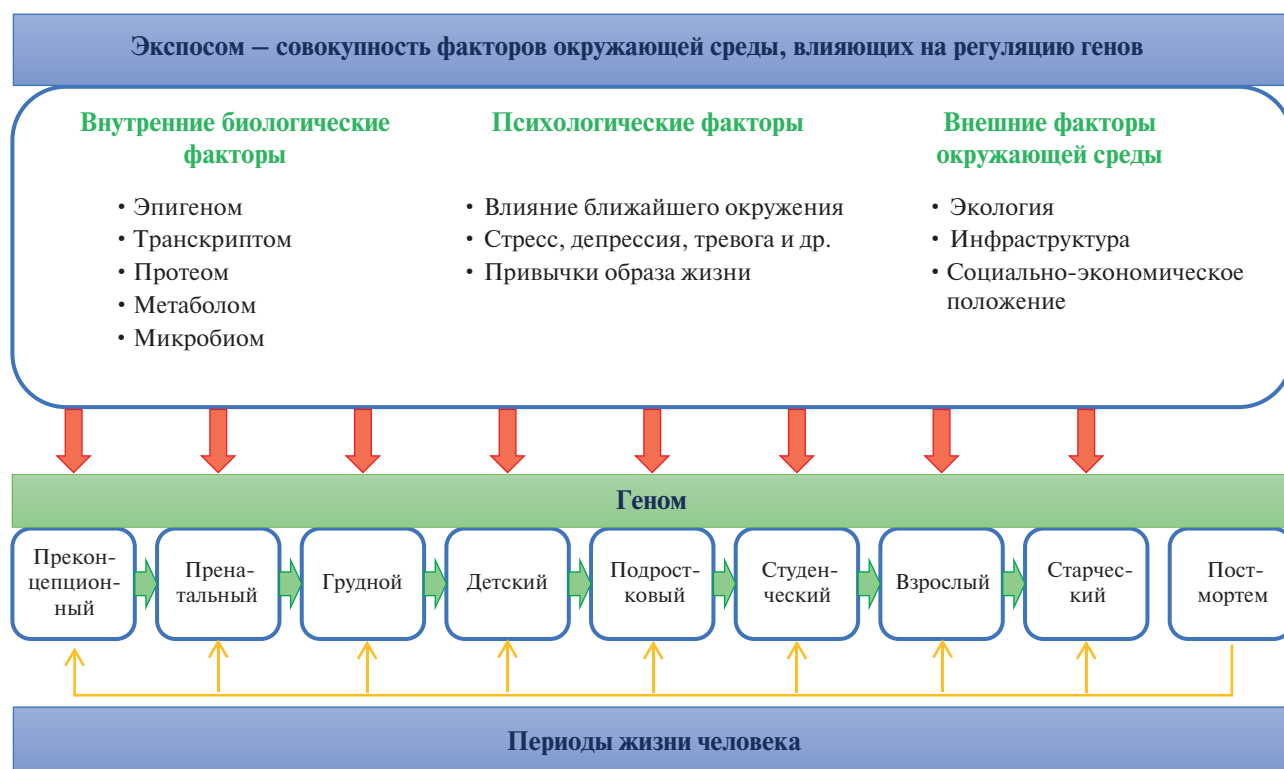 Экспосом – совокупность факторов окружающей среды, влияющих на регуляцию генов
Внутренние биологические
факторы
• Эпигеном
• Транскриптом
• Протеом
• Метаболом
• Микробиом
Психологические факторы
• Влияние ближайшего окружения
• Стресс, депрессия, тревога и др.
• Привычки образа жизни
Внешние факторы
окружающей среды
• Экология
• Инфраструктура
• Социально-экономическое
положение
Геном
Прекон-
цепцион-
ный
Прена-
тальный
Грудной
Детский
Подрост-
ковый
Студен-
ческий
Взрослый
Старчес-
кий
Пост-
мортем
Периоды жизни человека